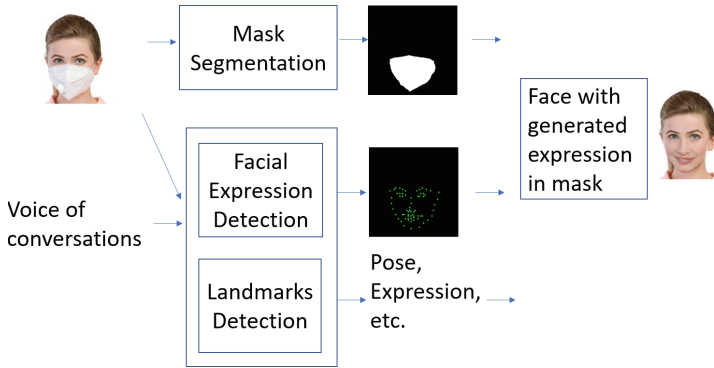 Mask
Segmentation
Face with
generated
expression
in mask
Facial
Expression
Detection
Voice of
conversations
Landmarks
Detection
Pose,
Expression,
etc.